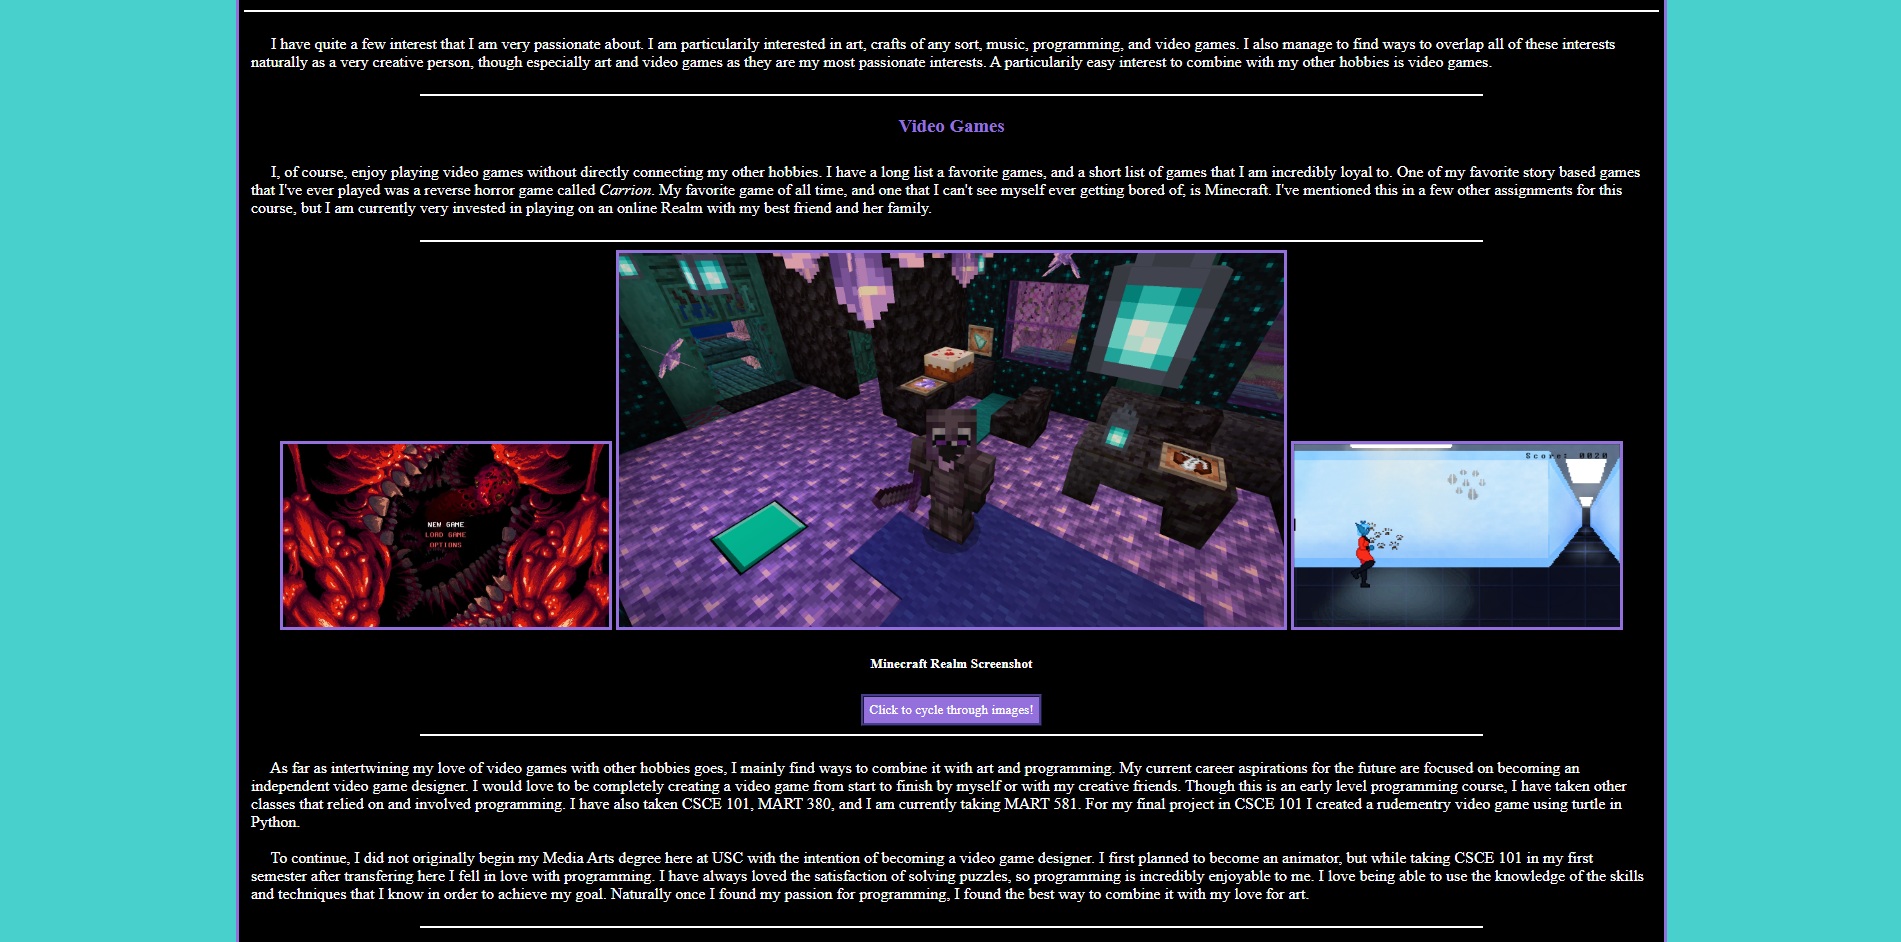 I have quite a few interest that I am very passionate about. I am particularily interested in art, crafts of any sort, music, programming, and video games. I also manage to find ways to overlap all of these interests
naturally as a very creative person, though especially art and video games as they are my most passionate interests. A particularily easy interest to combine with my other hobbies is video games.
Video Games
I, of course, enjoy playing video games without directly connecting my other hobbies. I have a long list a favorite games, and a short list of games that I am incredibly loyal to. One of my favorite story based games
that I've ever played was a reverse horror game called Carrion. My favorite game of all time, and one that I can't see myself ever getting bored of, is Minecraft. I've mentioned this in a few other assignments for this
course, but I am currently very invested in playing on an online Realm with my best friend and her family.
NEW GAME
LOAD GAME
OPTIONS
Score: 0020
Minecraft Realm Screenshot
Click to cycle through images!
As far as intertwining my love of video games with other hobbies goes, I mainly find ways to combine it with art and programming. My current career aspirations for the future are focused on becoming an
independent video game designer. I would love to be completely creating a video game from start to finish by myself or with my creative friends. Though this is an early level programming course, I have taken other
classes that relied on and involved programming. I have also taken CSCE 101, MART 380, and I am currently taking MART 581. For my final project in CSCE 101 I created a rudementry video game using turtle in
Python.
To continue, I did not originally begin my Media Arts degree here at USC with the intention of becoming a video game designer. I first planned to become an animator, but while taking CSCE 101 in my first
semester after transfering here I fell in love with programming. I have always loved the satisfaction of solving puzzles, so programming is incredibly enjoyable to me. I love being able to use the knowledge of the skills
and techniques that I know in order to achieve my goal. Naturally once I found my passion for programming, I found the best way to combine it with my love for art.